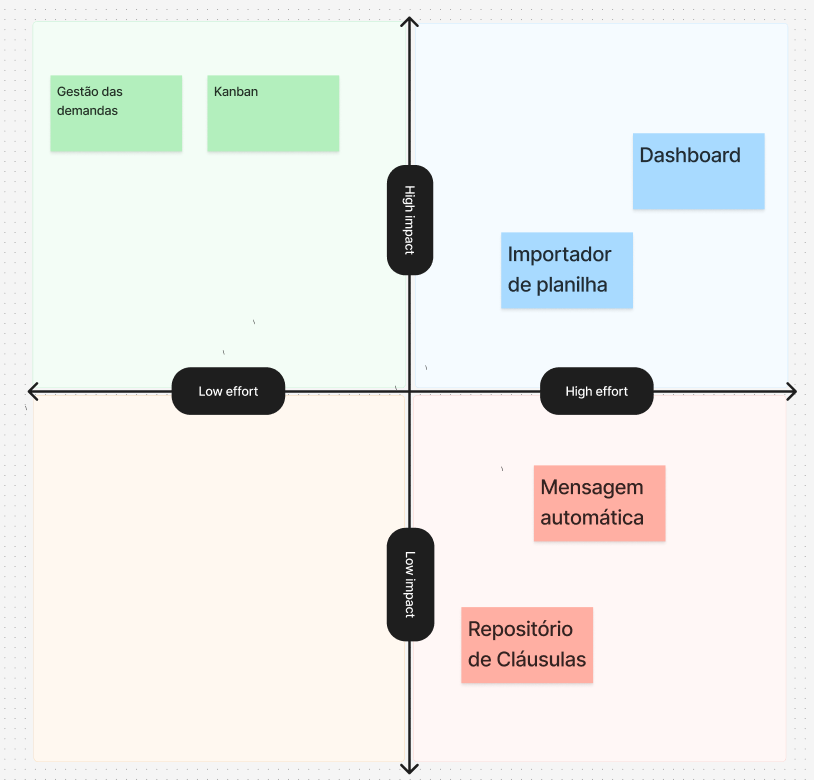 Gestão das
demandas
Kanban
Dashboard
High impact
Importador
de planilha
Low effort
High effort
Mensagem
automática
Low impact
Repositório
de Cláusulas